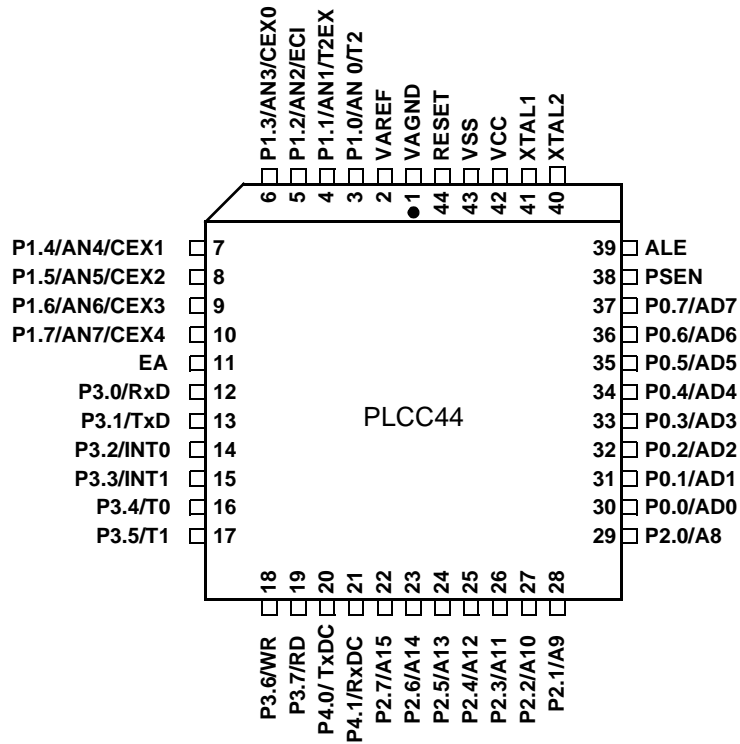 P1.3/AN3/CEX0
P1.2/AN2/ECI
P1.1/AN1/T2EX
P1.0/AN 0/T2
VAREF
VAGND
RESET
VSS
VCC
XTAL1
XTAL2
6 5 4 3 2 1 44 43 42 41 40
P1.4/AN4/CEX1 7
P1.5/AN5/CEX2 8
P1.6/AN6/CEX3 9
P1.7/AN7/CEX4 10
EA 11
P3.0/RxD 12
P3.1/TxD 13
P3.2/INT0 14
P3.3/INT1 15
P3.4/T0 16
P3.5/T1 17
PLCC44
39 ALE
38 PSEN
37 P0.7/AD7
36 P0.6/AD6
35 P0.5/AD5
34 P0.4/AD4
33 P0.3/AD3
32 P0.2/AD2
31 P0.1/AD1
30 P0.0/AD0
29 P2.0/A8
18 19 20 21 22 23 24 25 26 27 28
P3.6/WR
P3.7/RD
P4.0/ TxDC
P4.1/RxDC
P2.7/A15
P2.6/A14
P2.5/A13
P2.4/A12
P2.3/A11
P2.2/A10
P2.1/A9